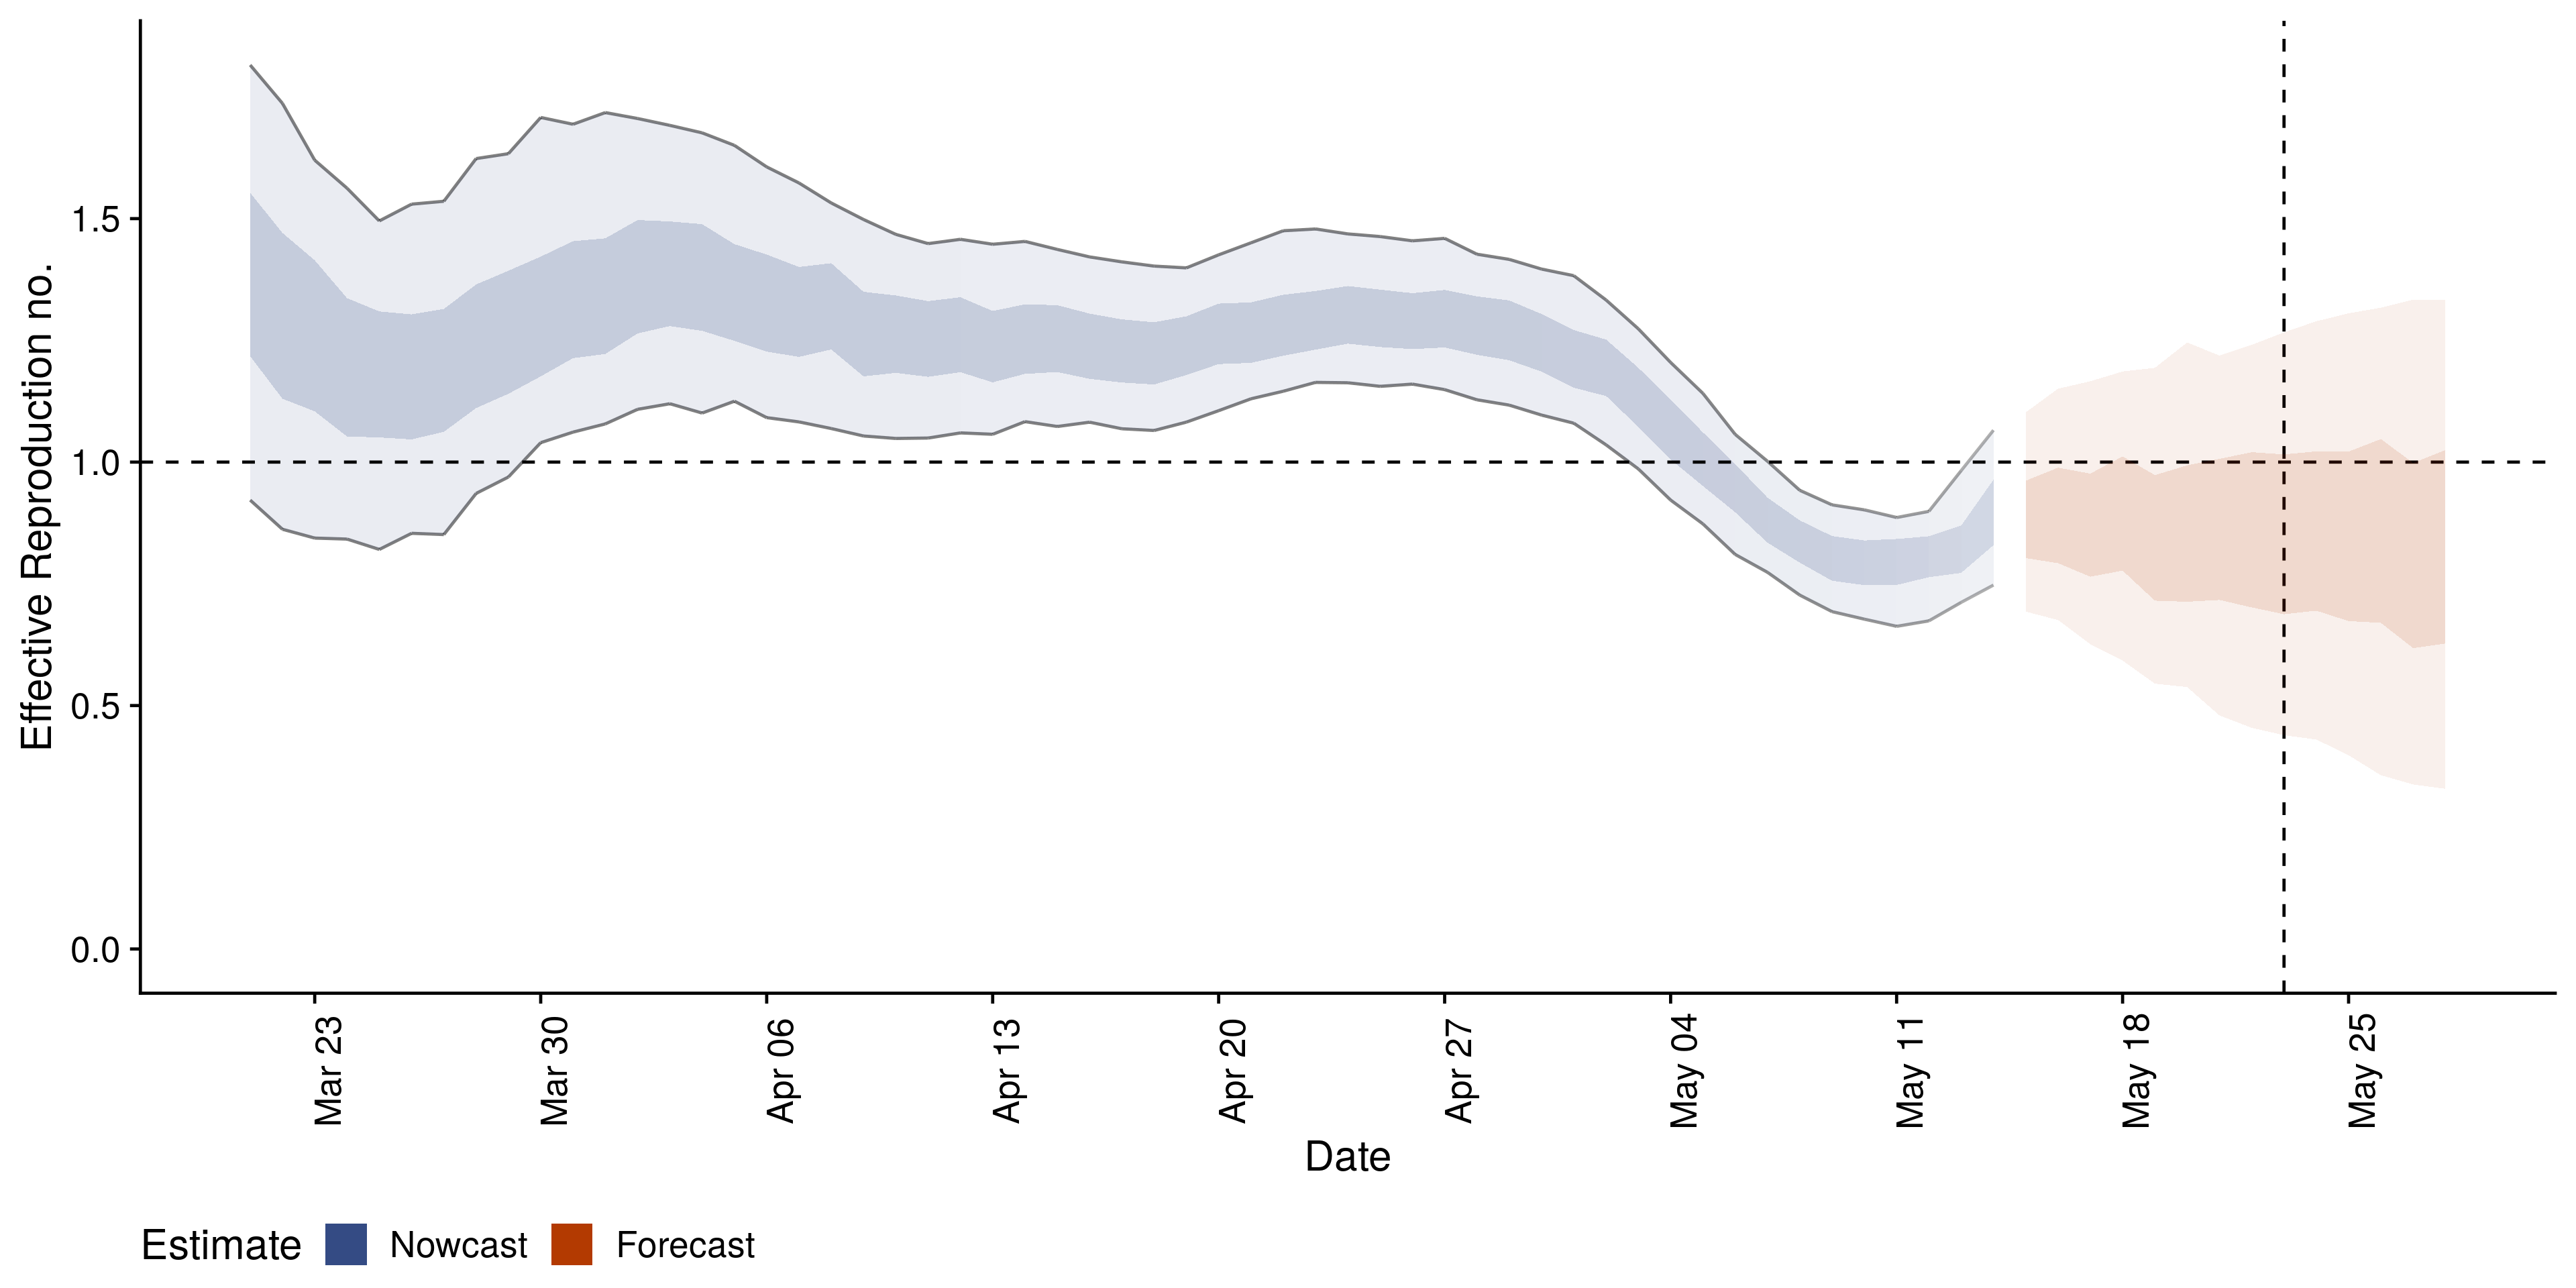 Effective Reproduction no.
1.5
1.0
0.5
0.0
Mar 23
Mar 30
Apr 06
Apr 13
Apr 20
Apr 27
May 04
May 11
May 18
May 25
Date
Estimate Nowcast Forecast